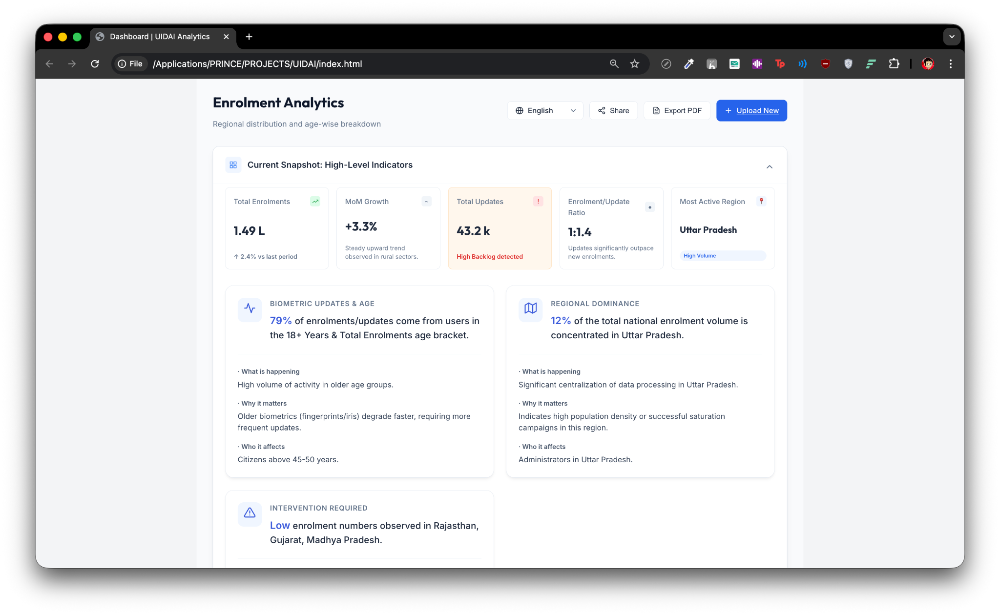 Dashboard | UIDAI Analytics
File /Applications/PRINCE/PROJECTS/UIDAI/index.html
Enrolment Analytics
Regional distribution and age-wise breakdown
English
Share
Export PDF
+ Upload New
Current Snapshot: High-Level Indicators
Total Enrolments
1.49 L
↑ 2.4% vs last period
MoM Growth
~
+3.3%
Steady upward trend
observed in rural sectors.
Total Updates
!
43.2 k
High Backlog detected
Enrolment/Update
Ratio
1:1.4
Updates significantly outpace
new enrolments.
Most Active Region
Uttar Pradesh
High Volume
BIOMETRIC UPDATES & AGE
79% of enrolments/updates come from users in
the 18+ Years & Total Enrolments age bracket.
· What is happening
High volume of activity in older age groups.
· Why it matters
Older biometrics (fingerprints/iris) degrade faster, requiring more
frequent updates.
· Who it affects
Citizens above 45-50 years.
REGIONAL DOMINANCE
12% of the total national enrolment volume is
concentrated in Uttar Pradesh.
· What is happening
Significant centralization of data processing in Uttar Pradesh.
· Why it matters
Indicates high population density or successful saturation
campaigns in this region.
· Who it affects
Administrators in Uttar Pradesh.
INTERVENTION REQUIRED
Low enrolment numbers observed in Rajasthan,
Gujarat, Madhya Pradesh.